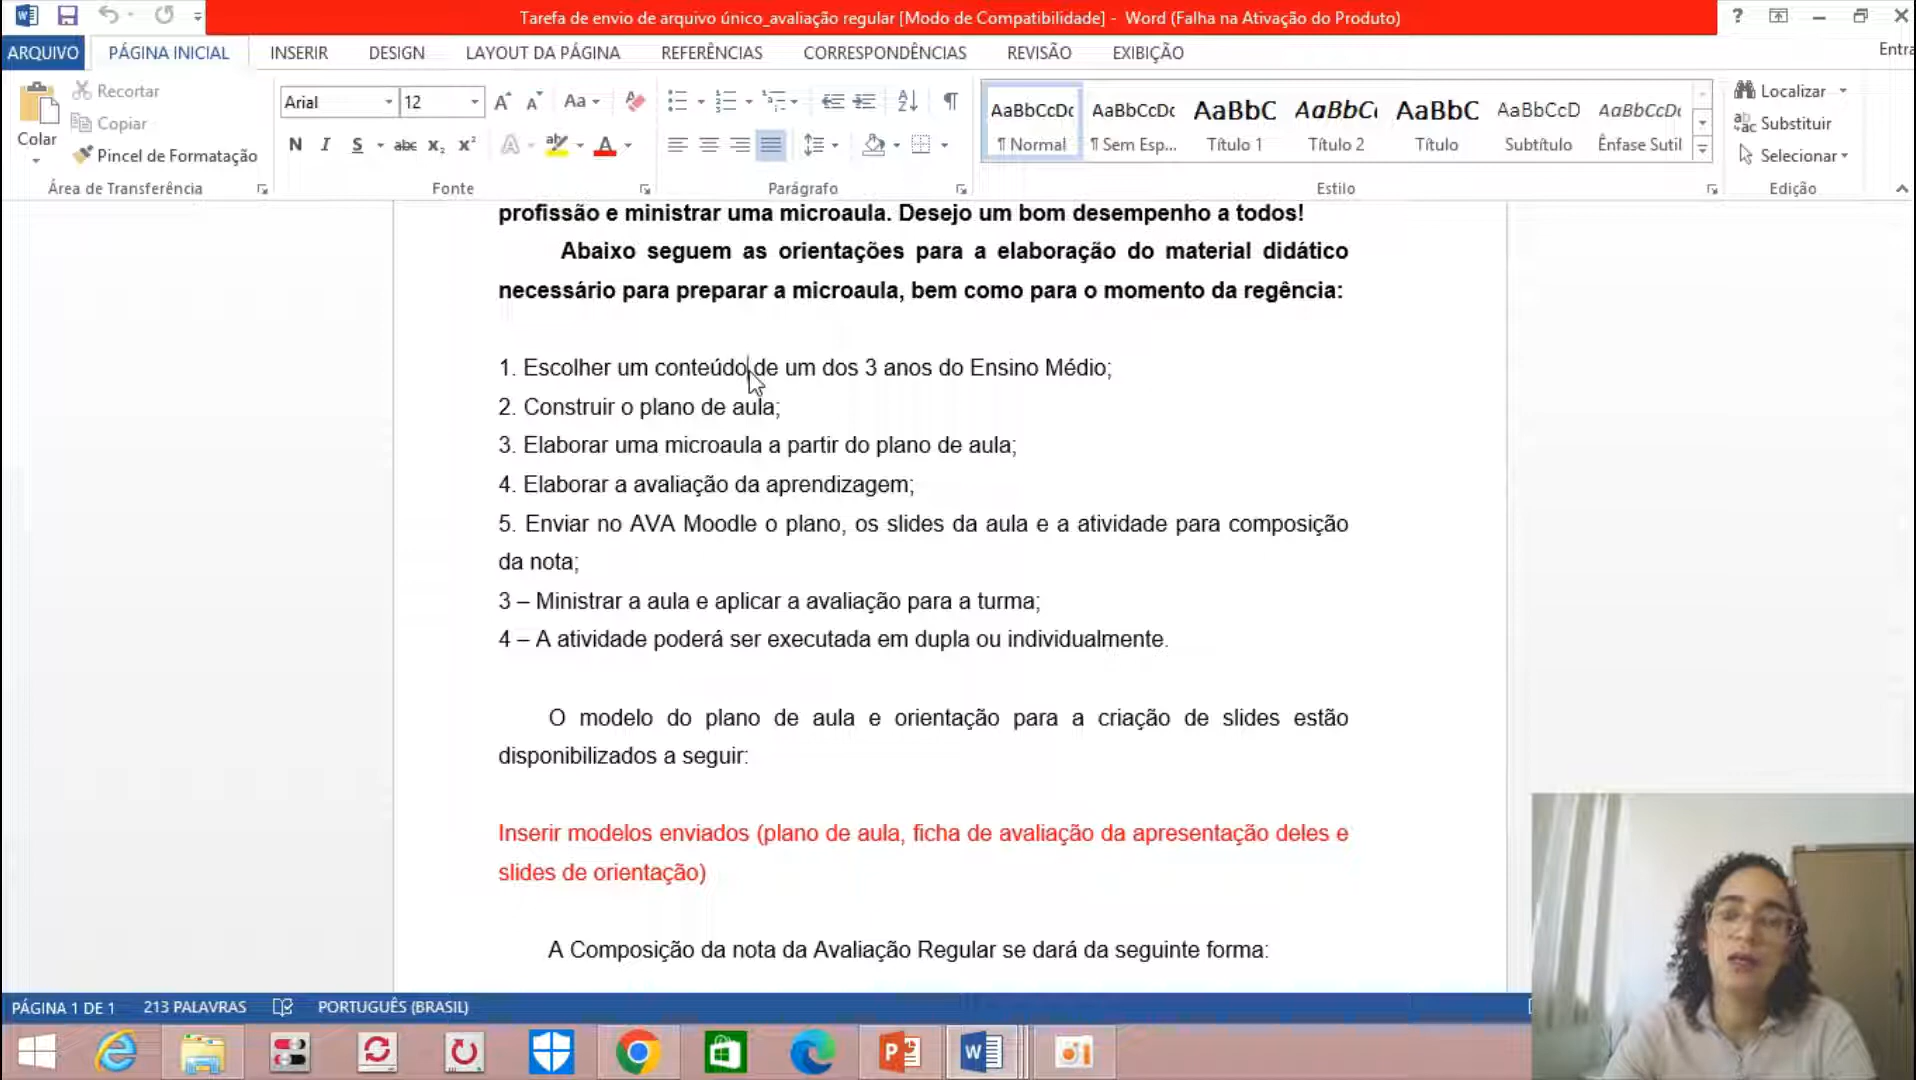 Tarefa de envio de arquivo único_avaliação regular [Modo de Compatibilidade] - Word (Falha na Ativação do Produto)
ARQUIVO PÁGINA INICIAL INSERIR DESIGN LAYOUT DA PÁGINA REFERÊNCIAS CORRESPONDÊNCIAS REVISÃO EXIBIÇÃO Entra
Colar
Recortar
Copiar
Pincel de Formatação
Área de Transferência
Arial 12
N I S abc x₂ x²
Fonte
Parágrafo
AaBbCcDc AaBbCcDc AaBbC AaBbC AaBbC AaBbCcD AaBbCcDc
¶ Normal ¶ Sem Esp... Título 1 Título 2 Título Subtítulo Ênfase Sutil
Estilo
Localizar
Substituir
Selecionar
Edição
profissão e ministrar uma microaula. Desejo um bom desempenho a todos!
Abaixo seguem as orientações para a elaboração do material didático
necessário para preparar a microaula, bem como para o momento da regência:
1. Escolher um conteúdo de um dos 3 anos do Ensino Médio;
2. Construir o plano de aula;
3. Elaborar uma microaula a partir do plano de aula;
4. Elaborar a avaliação da aprendizagem;
5. Enviar no AVA Moodle o plano, os slides da aula e a atividade para composição
da nota;
3 – Ministrar a aula e aplicar a avaliação para a turma;
4 – A atividade poderá ser executada em dupla ou individualmente.
O modelo do plano de aula e orientação para a criação de slides estão
disponibilizados a seguir:
Inserir modelos enviados (plano de aula, ficha de avaliação da apresentação deles e
slides de orientação)
A Composição da nota da Avaliação Regular se dará da seguinte forma:
PÁGINA 1 DE 1 213 PALAVRAS PORTUGUÊS (BRASIL)